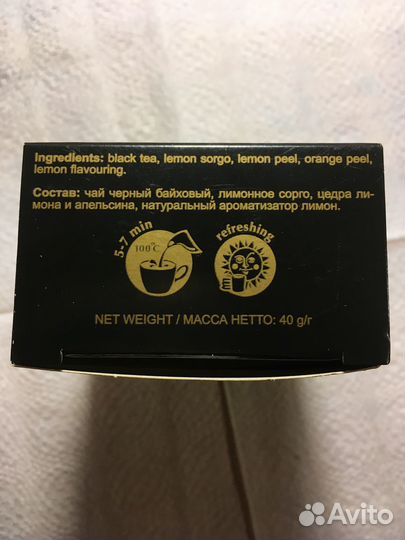 Ingredients: black tea, lemon sorgo, lemon peel, orange peel,
lemon flavouring.
Состав: чай черный байховый, лимонное сорго, цедра ли-
мона и апельсина, натуральный ароматизатор лимон.
5-7 min
100°C
refreshing
NET WEIGHT / МАССА НЕТТО: 40 g/г
Avito